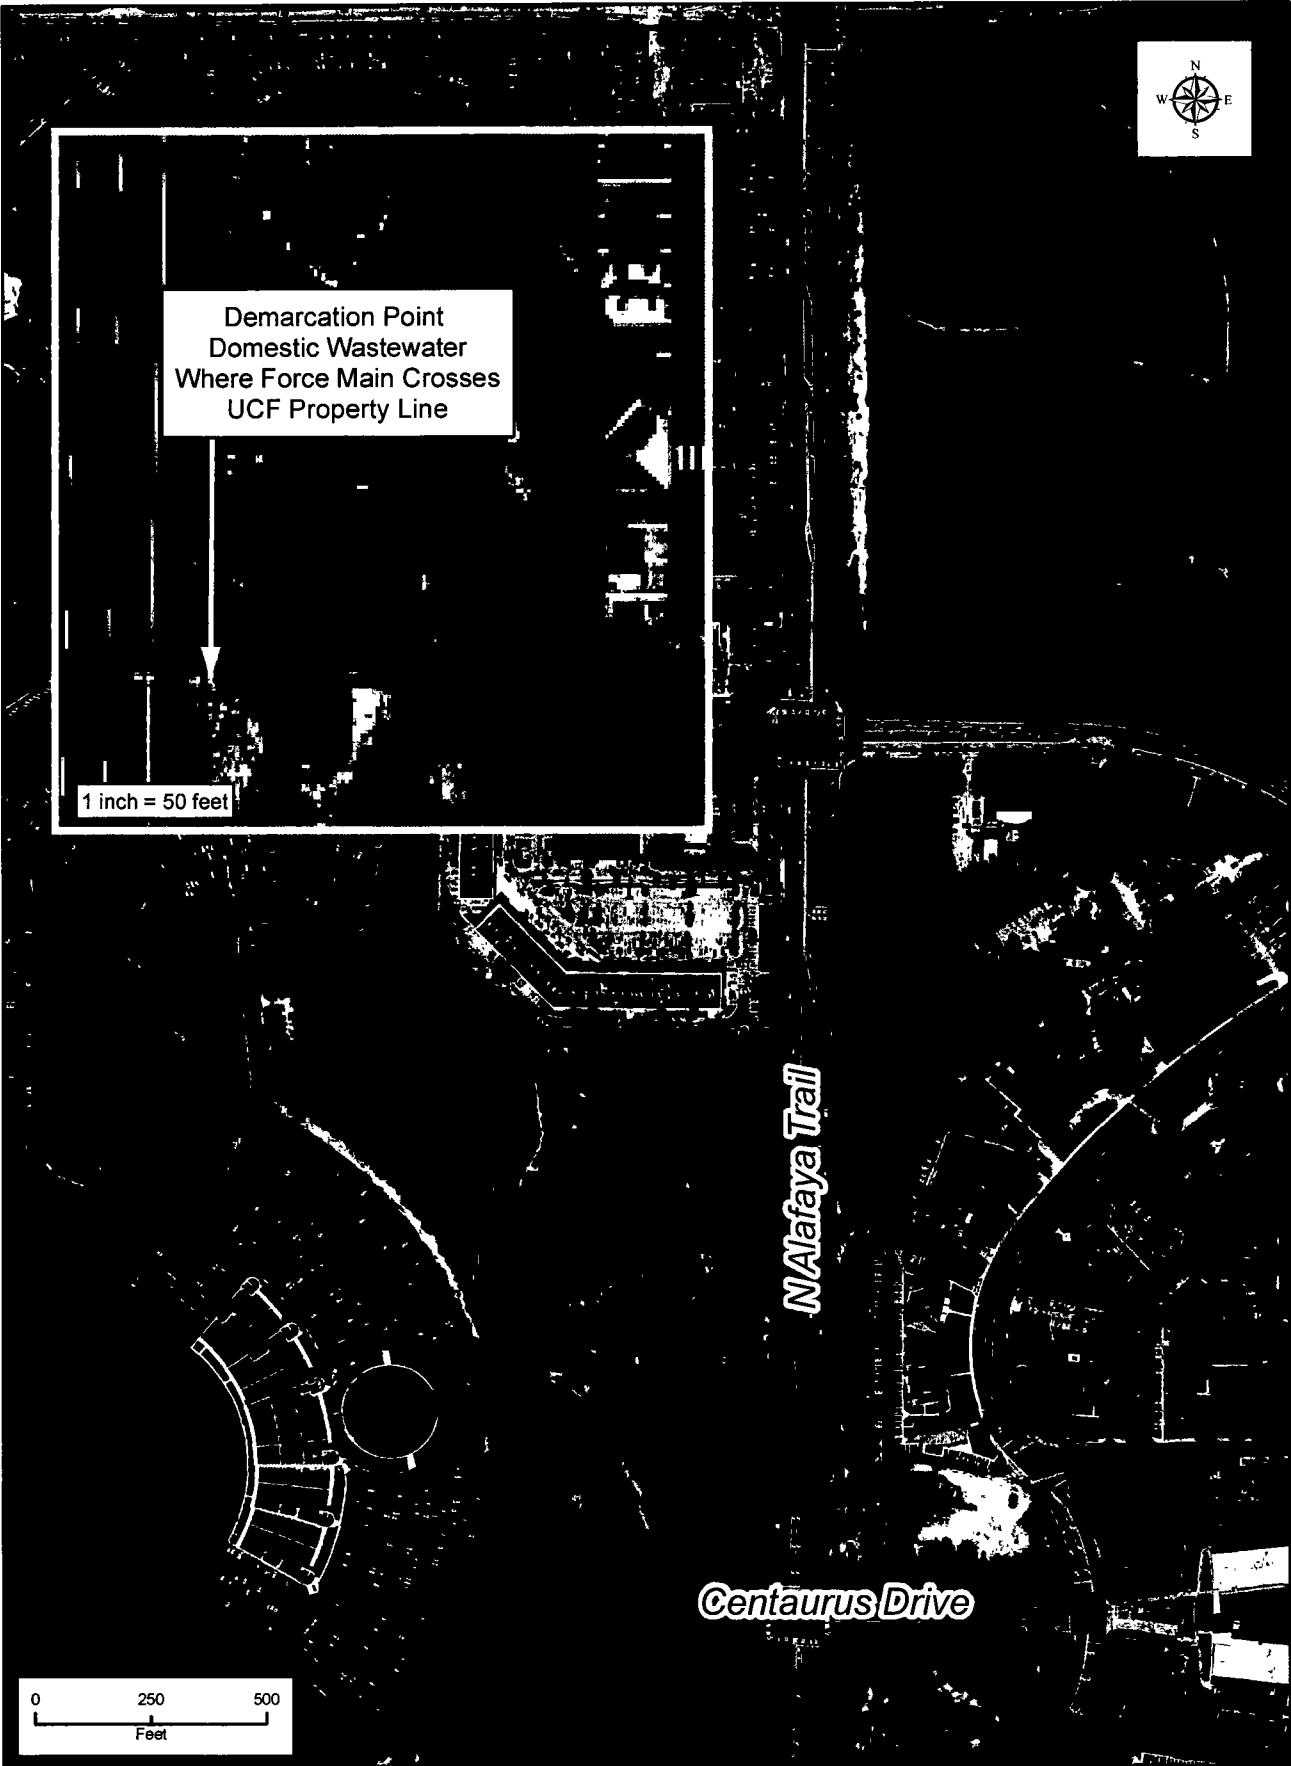 N
W E
S
Demarcation Point
Domestic Wastewater
Where Force Main Crosses
UCF Property Line
1 inch = 50 feet
N Alafaya Trail
Centaurus Drive
0 250 500
Feet